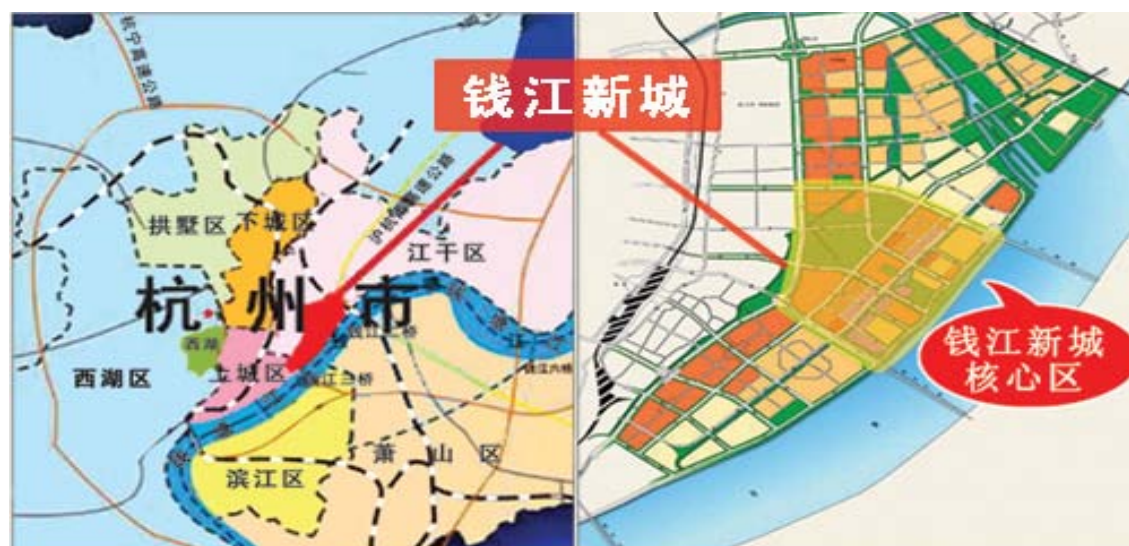 杭宁高速公路
钱江新城
沪杭高速公路
拱墅区
下城区
江干区
杭州市
西湖
钱江二桥
西湖区
上城区
钱江三桥
钱江六桥
萧山区
滨江区
钱江新城
核心区